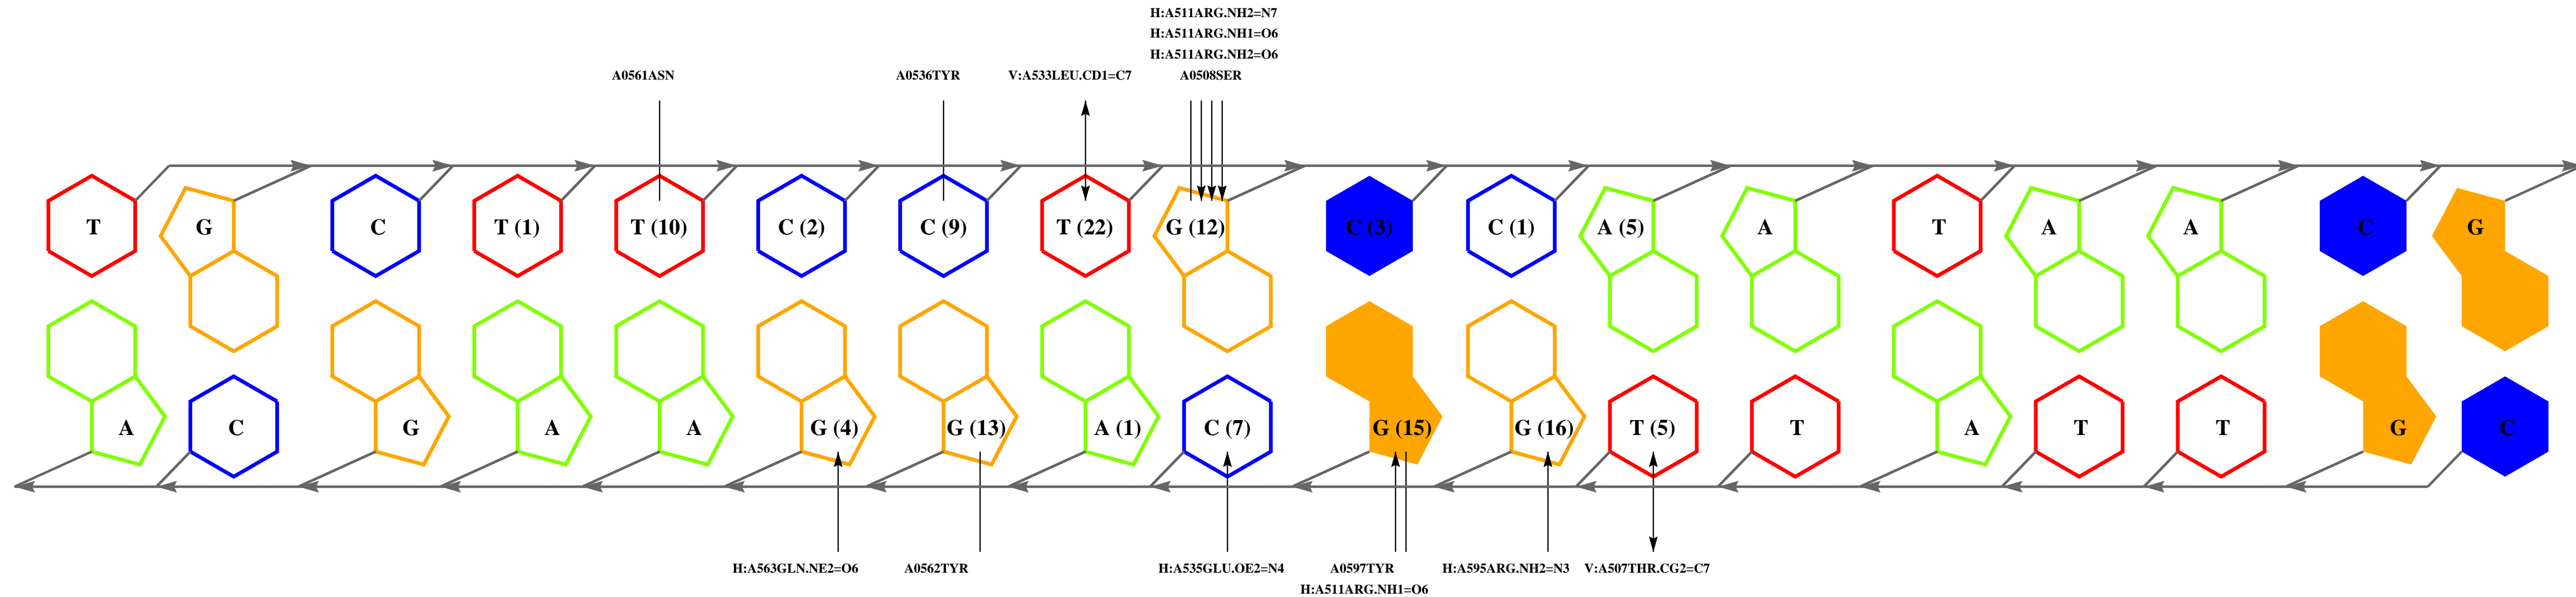 H:A511ARG.NH2=N7
H:A511ARG.NH1=O6
H:A511ARG.NH2=O6
A0561ASN A0536TYR V:A533LEU.CD1=C7 A0508SER
T G C T (1) T (10) C (2) C (9) T (22) G (12) C (3) C (1) A (5) A T A A C G
A C G A A G (4) G (13) A (1) C (7) G (15) G (16) T (5) T A T T G C
H:A563GLN.NE2=O6 A0562TYR H:A535GLU.OE2=N4 A0597TYR H:A595ARG.NH2=N3 V:A507THR.CG2=C7
H:A511ARG.NH1=O6